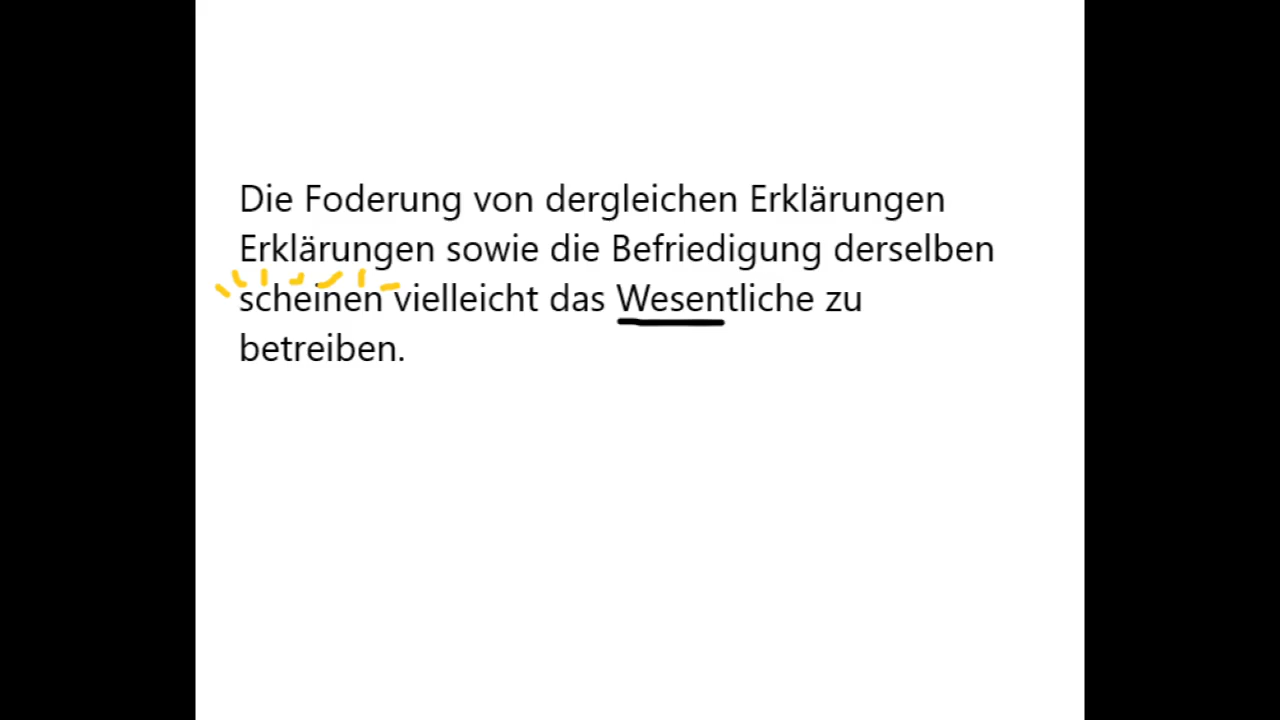 Die Foderung von dergleichen Erklärungen
Erklärungen sowie die Befriedigung derselben
scheinen vielleicht das Wesentliche zu
betreiben.